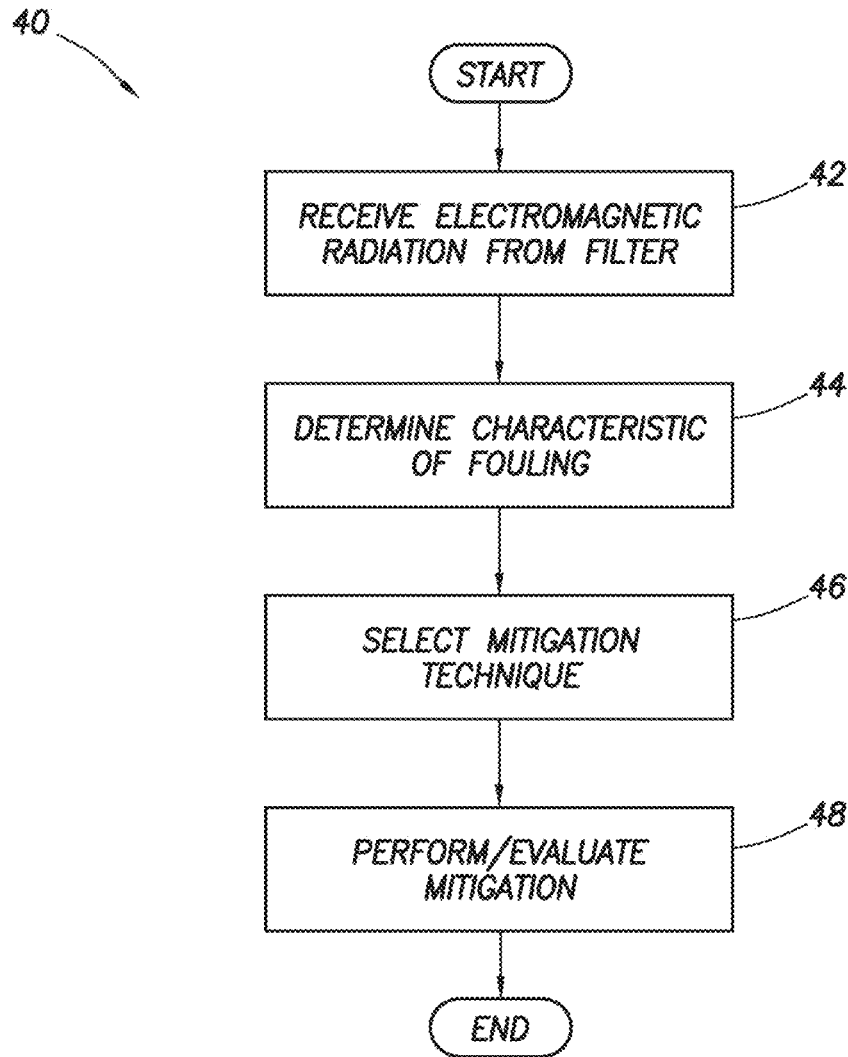 40
START
42
RECEIVE ELECTROMAGNETIC
RADIATION FROM FILTER
44
DETERMINE CHARACTERISTIC
OF FOULING
46
SELECT MITIGATION
TECHNIQUE
48
PERFORM/EVALUATE
MITIGATION
END